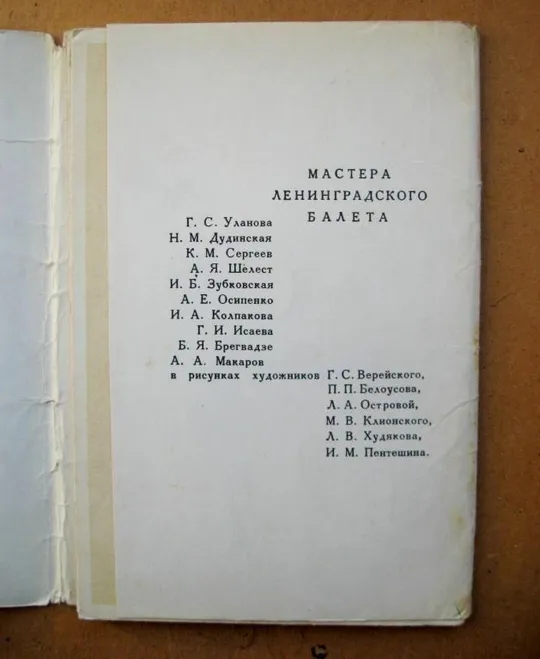 МАСТЕРА
ЛЕНИНГРАДСКОГО
БАЛЕТА
Г. С. Уланова
Н. М. Дудинская
К. М. Сергеев
А. Я. Шелест
И. Б. Зубковская
А. Е. Осипенко
И. А. Колпакова
Г. И. Исаева
Б. Я. Брегвадзе
А. А. Макаров
в рисунках художников Г. С. Верейского,
П. П. Белоусова,
Л. А. Островой,
М. В. Клионского,
Л. В. Худякова,
И. М. Пентешина.